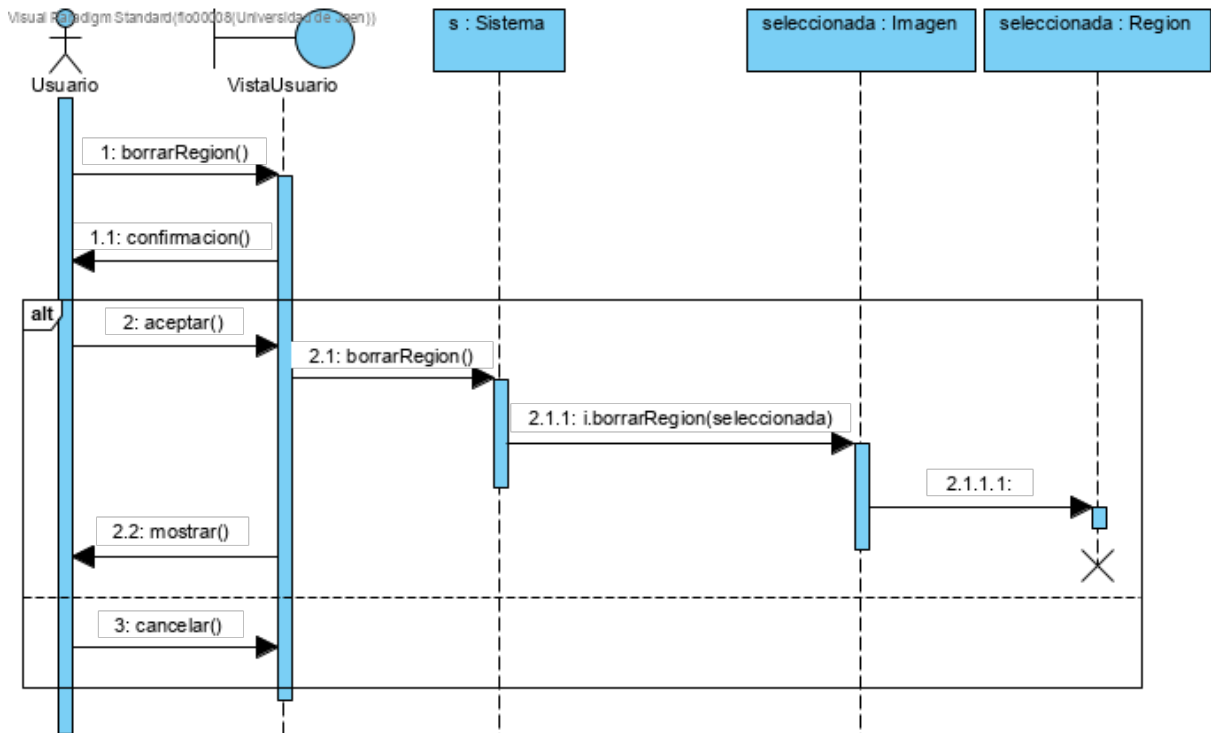 Visual Paradigm Standard(flo00008(Universidad de Jaen))
s : Sistema
seleccionada : Imagen
seleccionada : Region
Usuario
VistaUsuario
1: borrarRegion()
1.1: confirmacion()
alt
2: aceptar()
2.1: borrarRegion()
2.1.1: i.borrarRegion(seleccionada)
2.1.1.1:
2.2: mostrar()
3: cancelar()